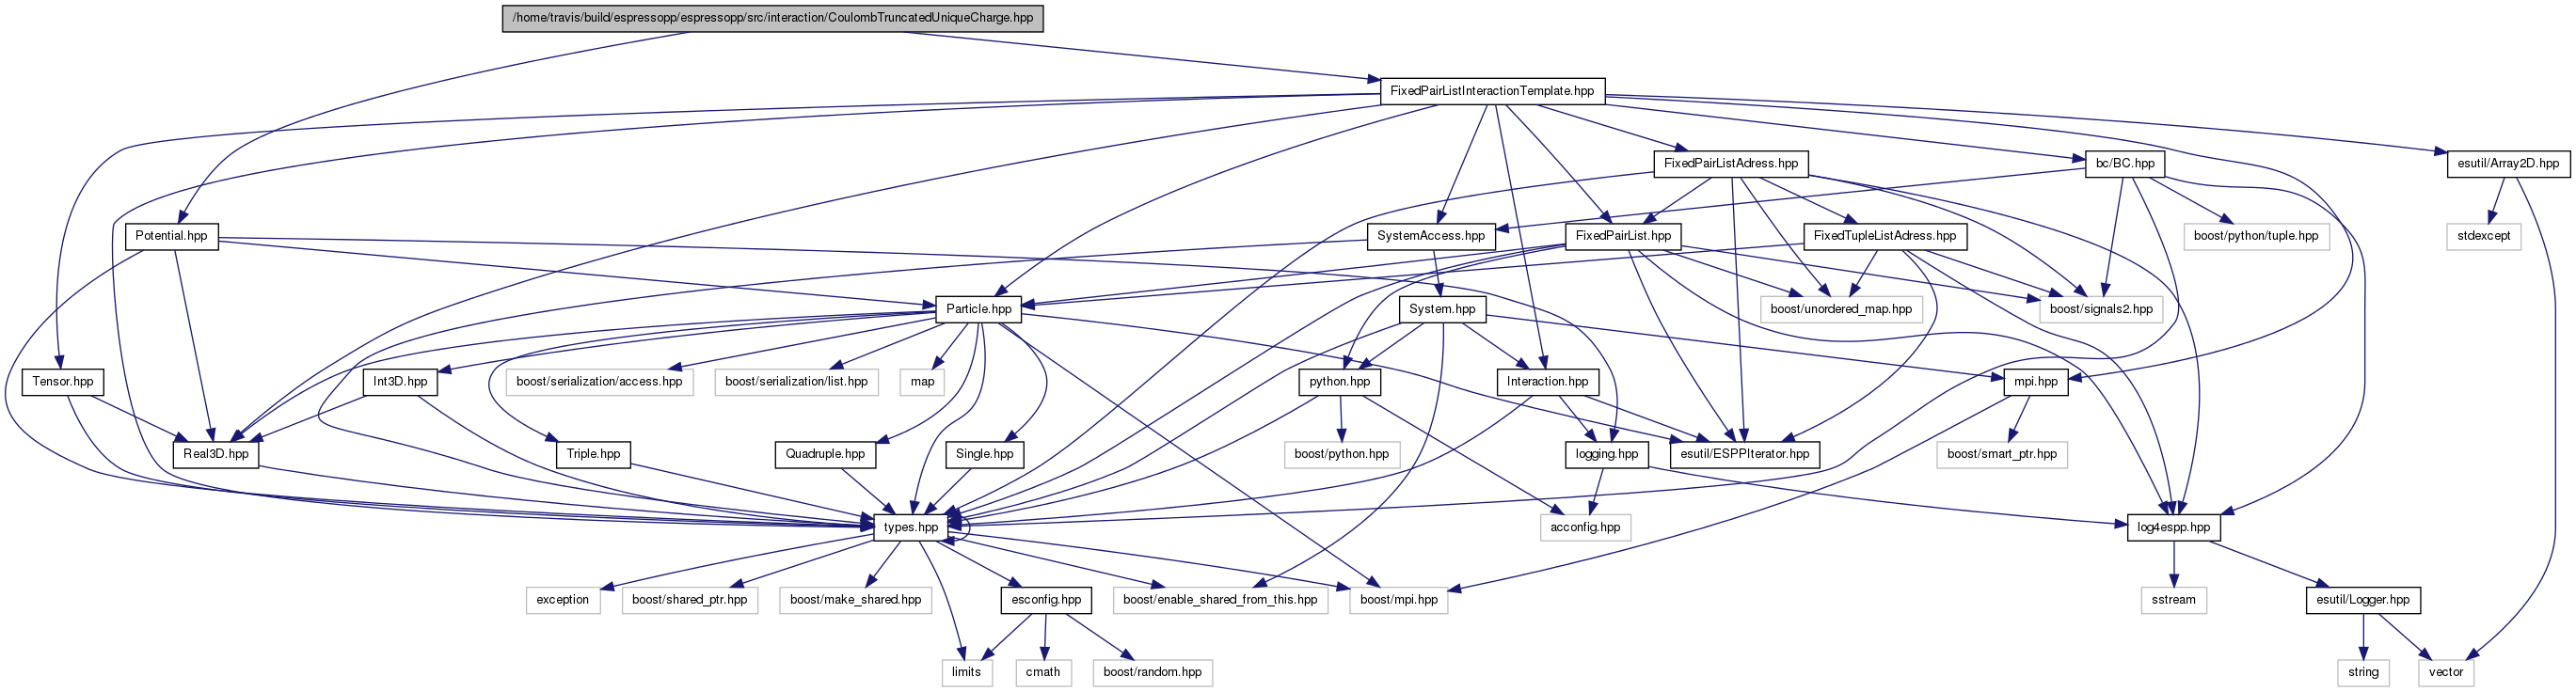 /home/travis/build/espressopp/espressopp/src/interaction/CoulombTruncatedUniqueCharge.hpp
FixedPairListInteractionTemplate.hpp
FixedPairListAdress.hpp
bc/BC.hpp
esutil/Array2D.hpp
Potential.hpp
SystemAccess.hpp
FixedPairList.hpp
FixedTupleListAdress.hpp
boost/python/tuple.hpp
stdexcept
Particle.hpp
System.hpp
boost/unordered_map.hpp
boost/signals2.hpp
Tensor.hpp
Int3D.hpp
boost/serialization/access.hpp
boost/serialization/list.hpp
map
python.hpp
Interaction.hpp
mpi.hpp
Real3D.hpp
Triple.hpp
Quadruple.hpp
Single.hpp
boost/python.hpp
logging.hpp
esutil/ESPPIterator.hpp
boost/smart_ptr.hpp
types.hpp
acconfig.hpp
log4espp.hpp
exception
boost/shared_ptr.hpp
boost/make_shared.hpp
esconfig.hpp
boost/enable_shared_from_this.hpp
boost/mpi.hpp
sstream
esutil/Logger.hpp
limits
cmath
boost/random.hpp
string
vector